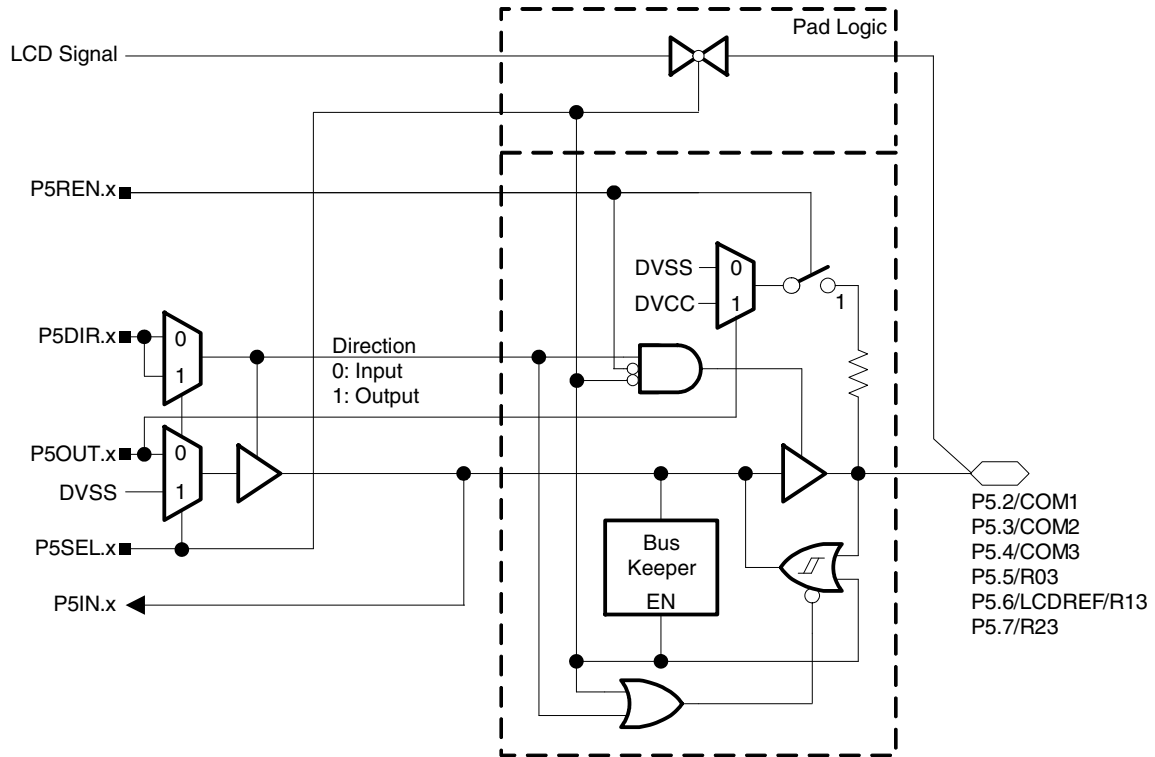 Pad Logic
LCD Signal
P5REN.x
DVSS
0
DVCC
1
1
P5DIR.x
0
1
Direction
0: Input
1: Output
P5OUT.x
0
DVSS
1
P5SEL.x
P5IN.x
Bus
Keeper
EN
P5.2/COM1
P5.3/COM2
P5.4/COM3
P5.5/R03
P5.6/LCDREF/R13
P5.7/R23